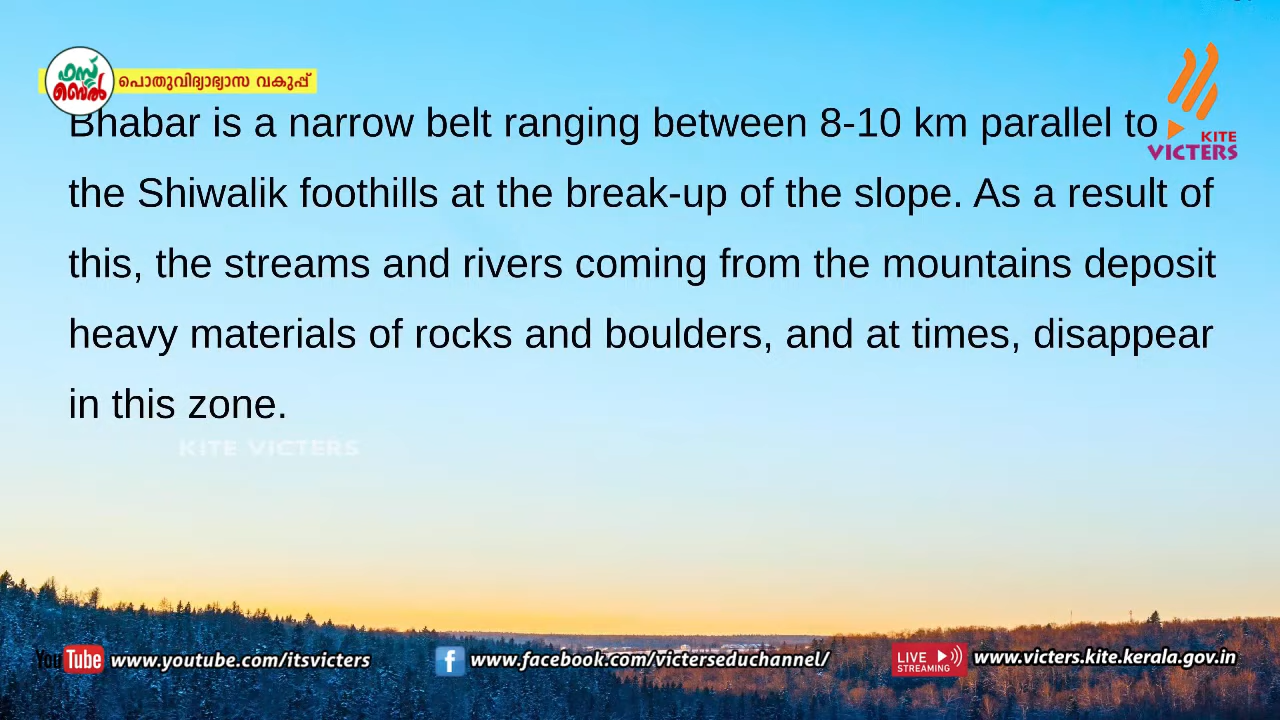 ഫസ്റ്റ്
ബെൽ
പൊതുവിദ്യാഭ്യാസ വകുപ്പ്
KITE
VICTERS
Bhabar is a narrow belt ranging between 8-10 km parallel to
the Shiwalik foothills at the break-up of the slope. As a result of
this, the streams and rivers coming from the mountains deposit
heavy materials of rocks and boulders, and at times, disappear
in this zone.
KITE VICTERS
You Tube www.youtube.com/itsvicters
f www.facebook.com/victerseduchannel/
LIVE STREAMING www.victers.kite.kerala.gov.in